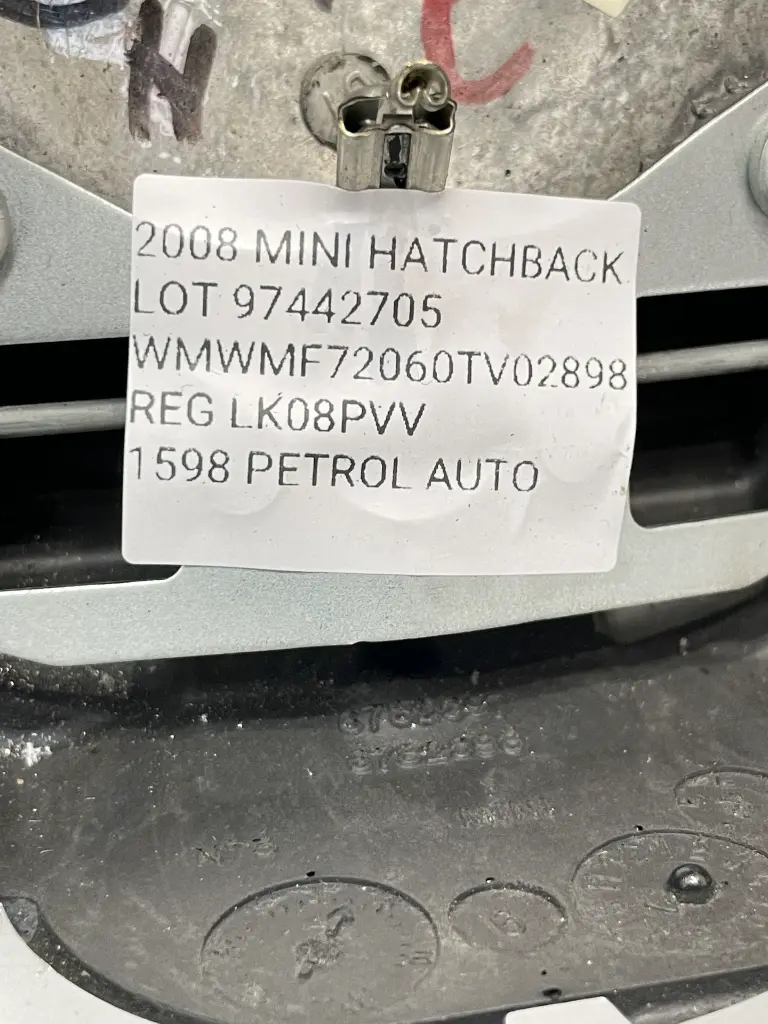 H
C
2008 MINI HATCHBACK
LOT 97442705
WMWMF72060TV02898
REG LK08PVV
1598 PETROL AUTO